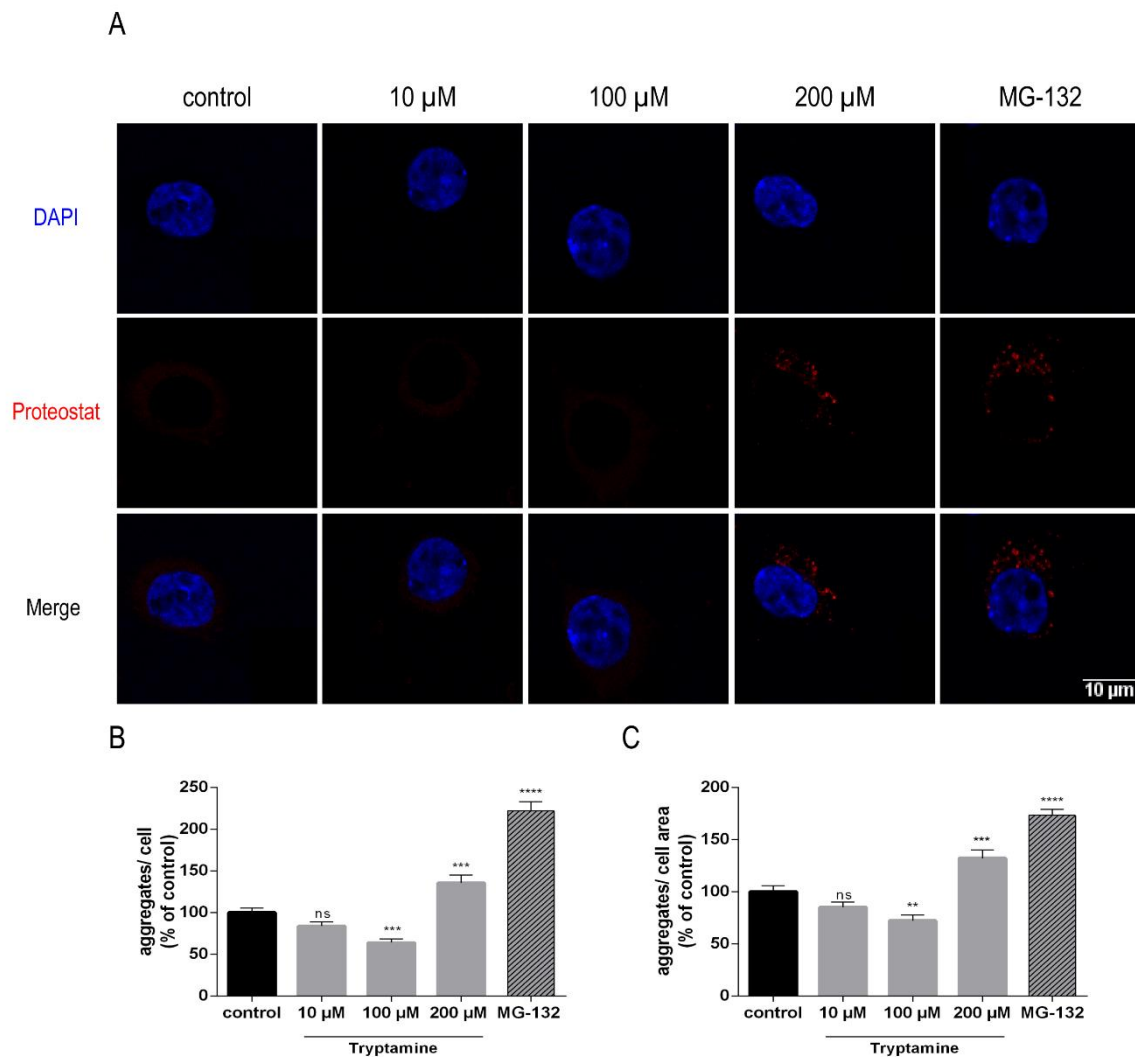 A
control 10 µM 100 µM 200 µM MG-132
DAPI
Proteostat
Merge
10 µm
B
C
aggregates/ cell
(% of control)
250
200
150
100
50
0
ns
***
***
****
control 10 µM 100 µM 200 µM MG-132
Tryptamine
aggregates/ cell area
(% of control)
200
150
100
50
0
ns
**
***
****
control 10 µM 100 µM 200 µM MG-132
Tryptamine